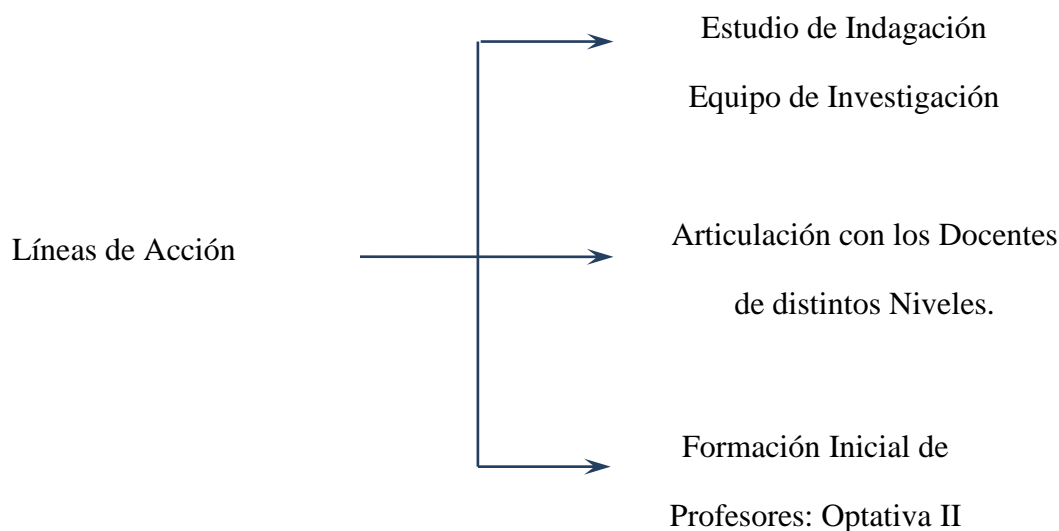 Estudio de Indagación
Equipo de Investigación
Líneas de Acción
Articulación con los Docentes
de distintos Niveles.
Formación Inicial de
Profesores: Optativa II